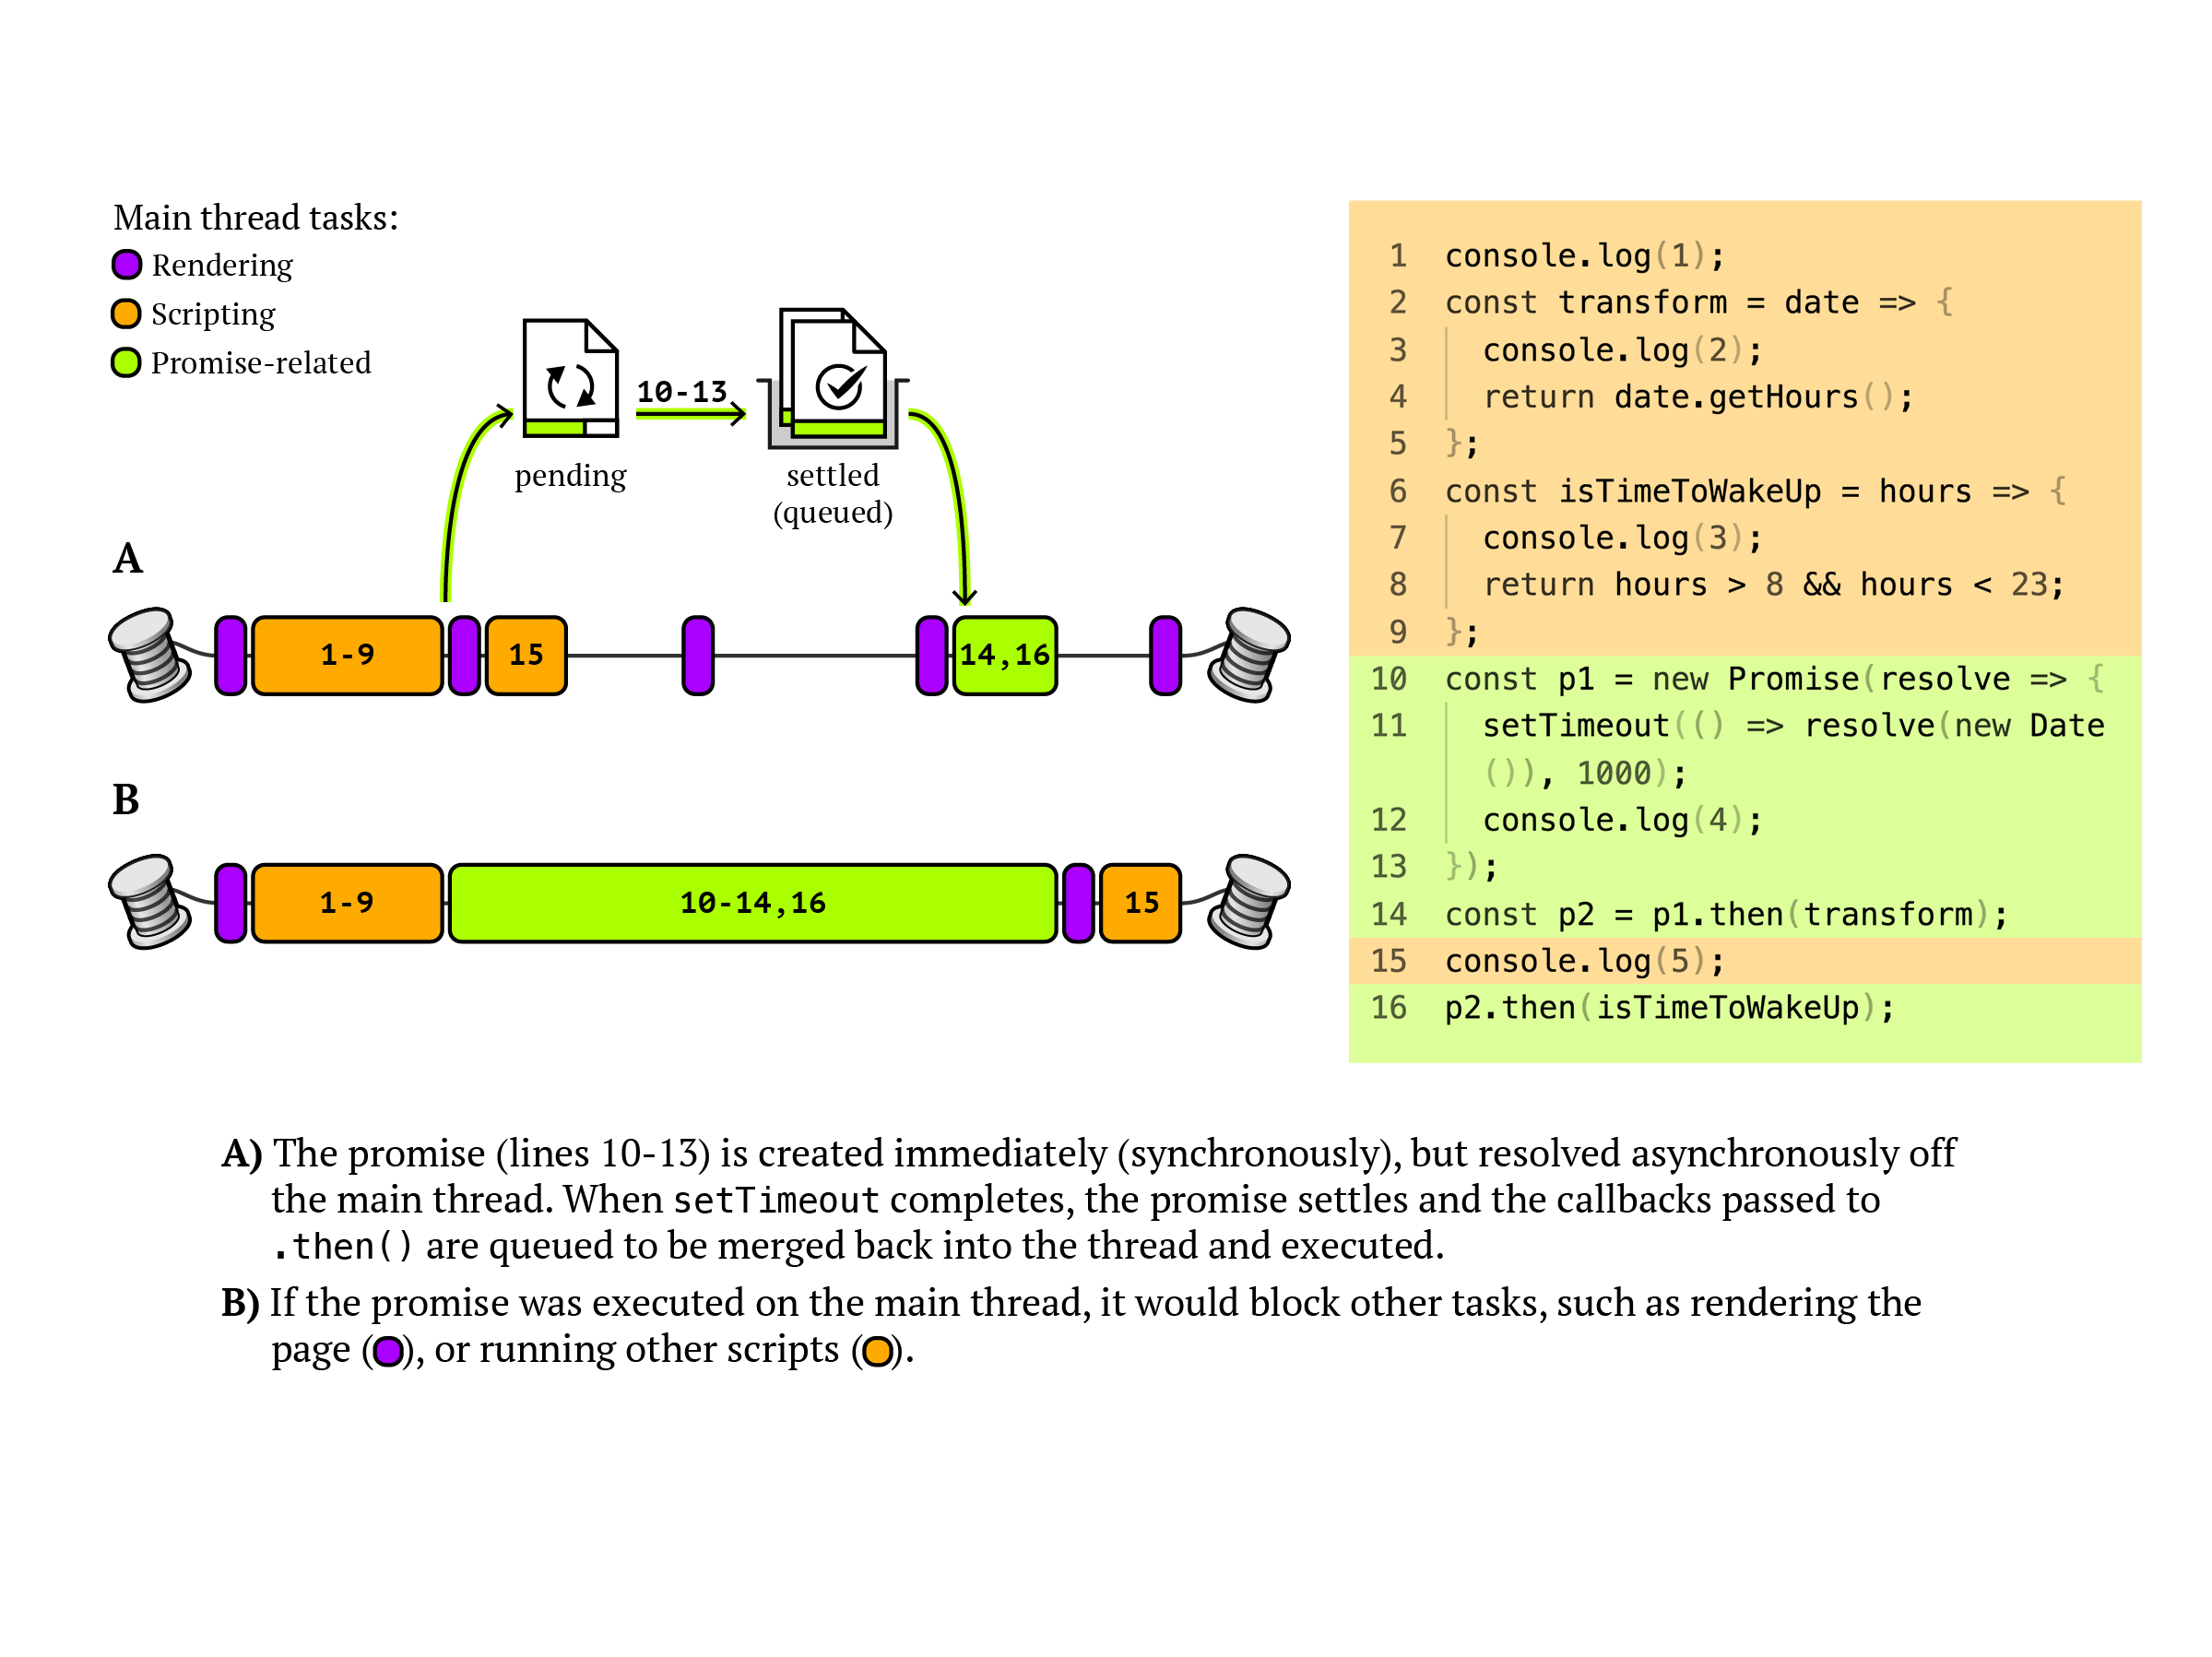 Main thread tasks:
Rendering
Scripting
Promise-related
10-13
pending
settled
(queued)
A
1-9
15
14,16
B
1-9
10-14,16
15
1 console.log(1);
2 const transform = date => {
3 console.log(2);
4 return date.getHours();
5 };
6 const isTimeToWakeUp = hours => {
7 console.log(3);
8 return hours > 8 && hours < 23;
9 };
10 const p1 = new Promise(resolve => {
11 setTimeout(() => resolve(new Date
()), 1000);
12 console.log(4);
13 });
14 const p2 = p1.then(transform);
15 console.log(5);
16 p2.then(isTimeToWakeUp);
A) The promise (lines 10-13) is created immediately (synchronously), but resolved asynchronously off
the main thread. When setTimeout completes, the promise settles and the callbacks passed to
.then() are queued to be merged back into the thread and executed.
B) If the promise was executed on the main thread, it would block other tasks, such as rendering the
page (), or running other scripts ().